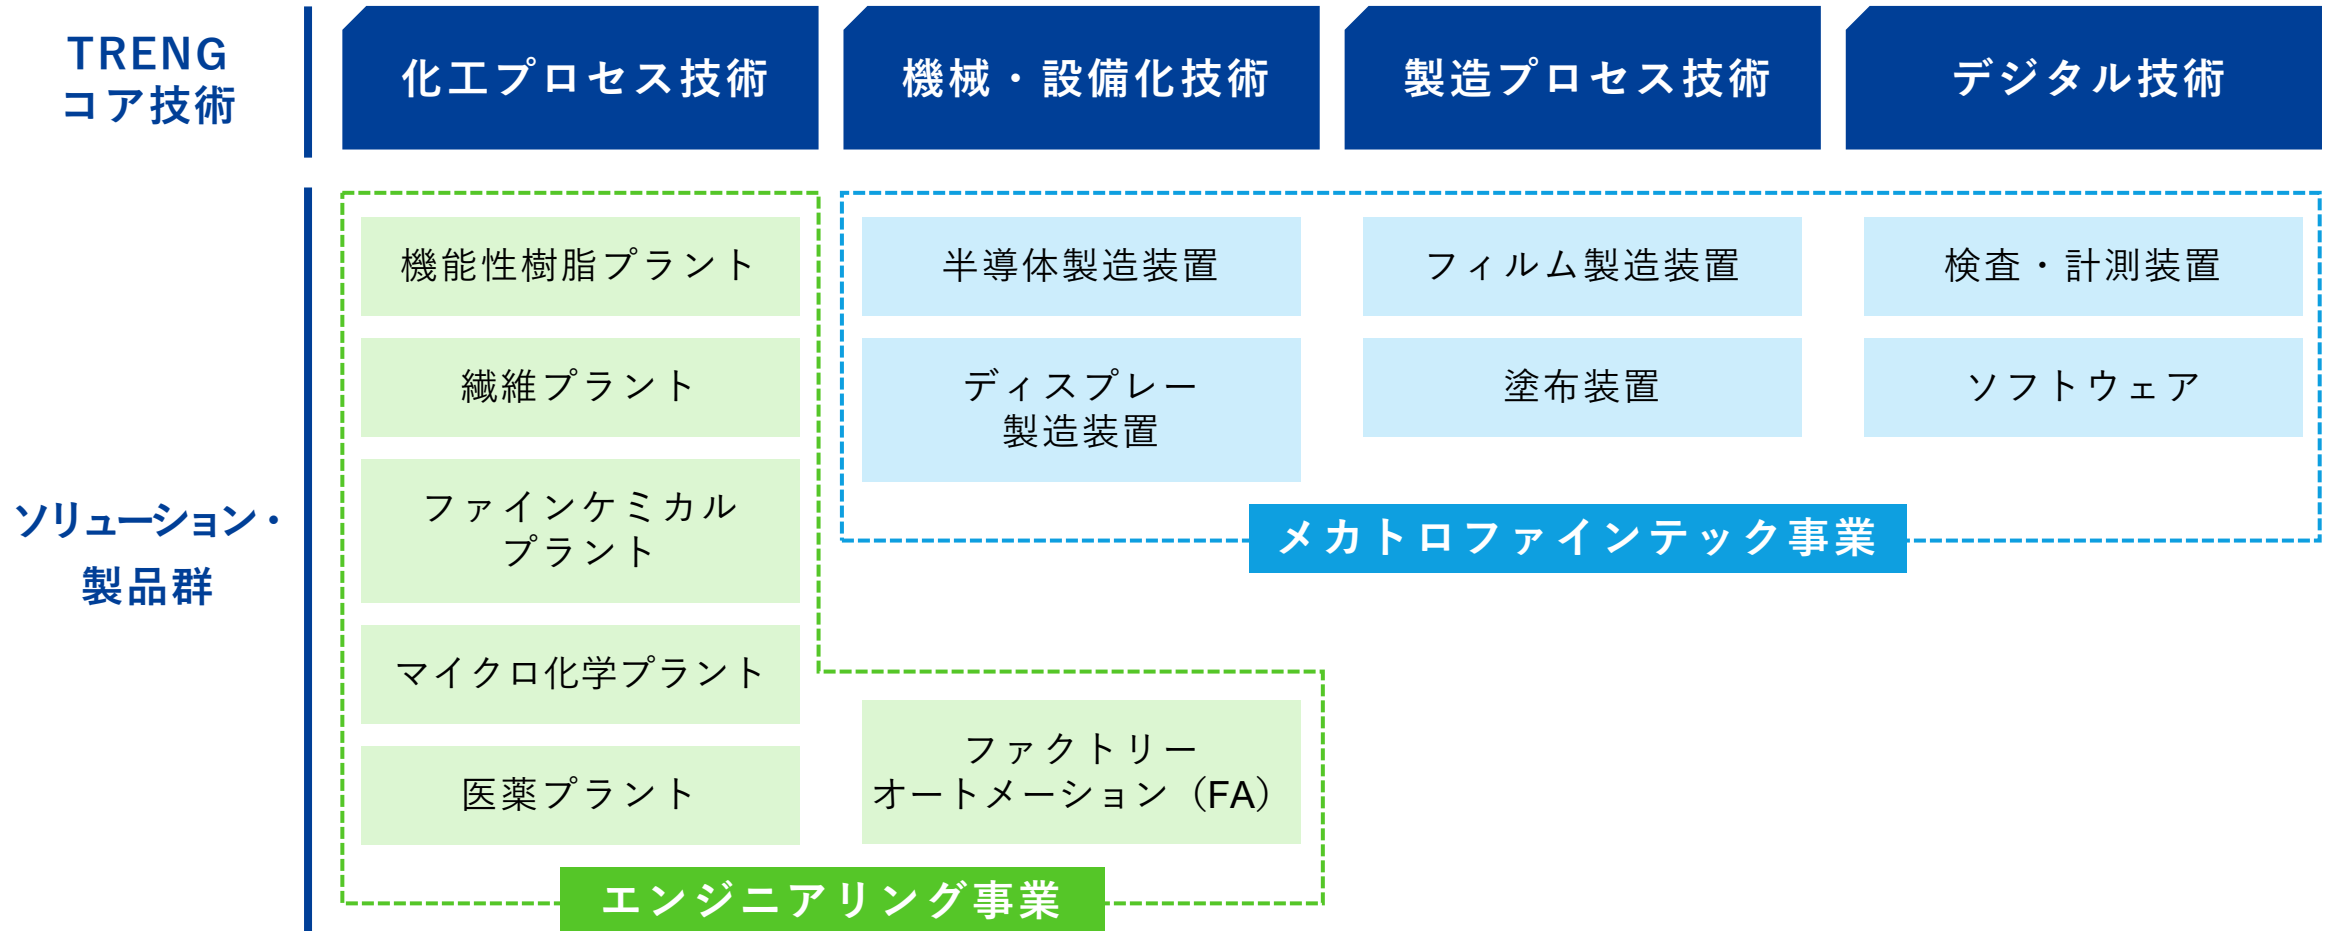 TRENG
コア技術
化工プロセス技術
機械・設備化技術
製造プロセス技術
デジタル技術
ソリューション・
製品群
機能性樹脂プラント
繊維プラント
ファインケミカル
プラント
マイクロ化学プラント
医薬プラント
半導体製造装置
ディスプレー
製造装置
フィルム製造装置
塗布装置
検査・計測装置
ソフトウェア
メカトロファインテック事業
ファクトリー
オートメーション（FA）
エンジニアリング事業